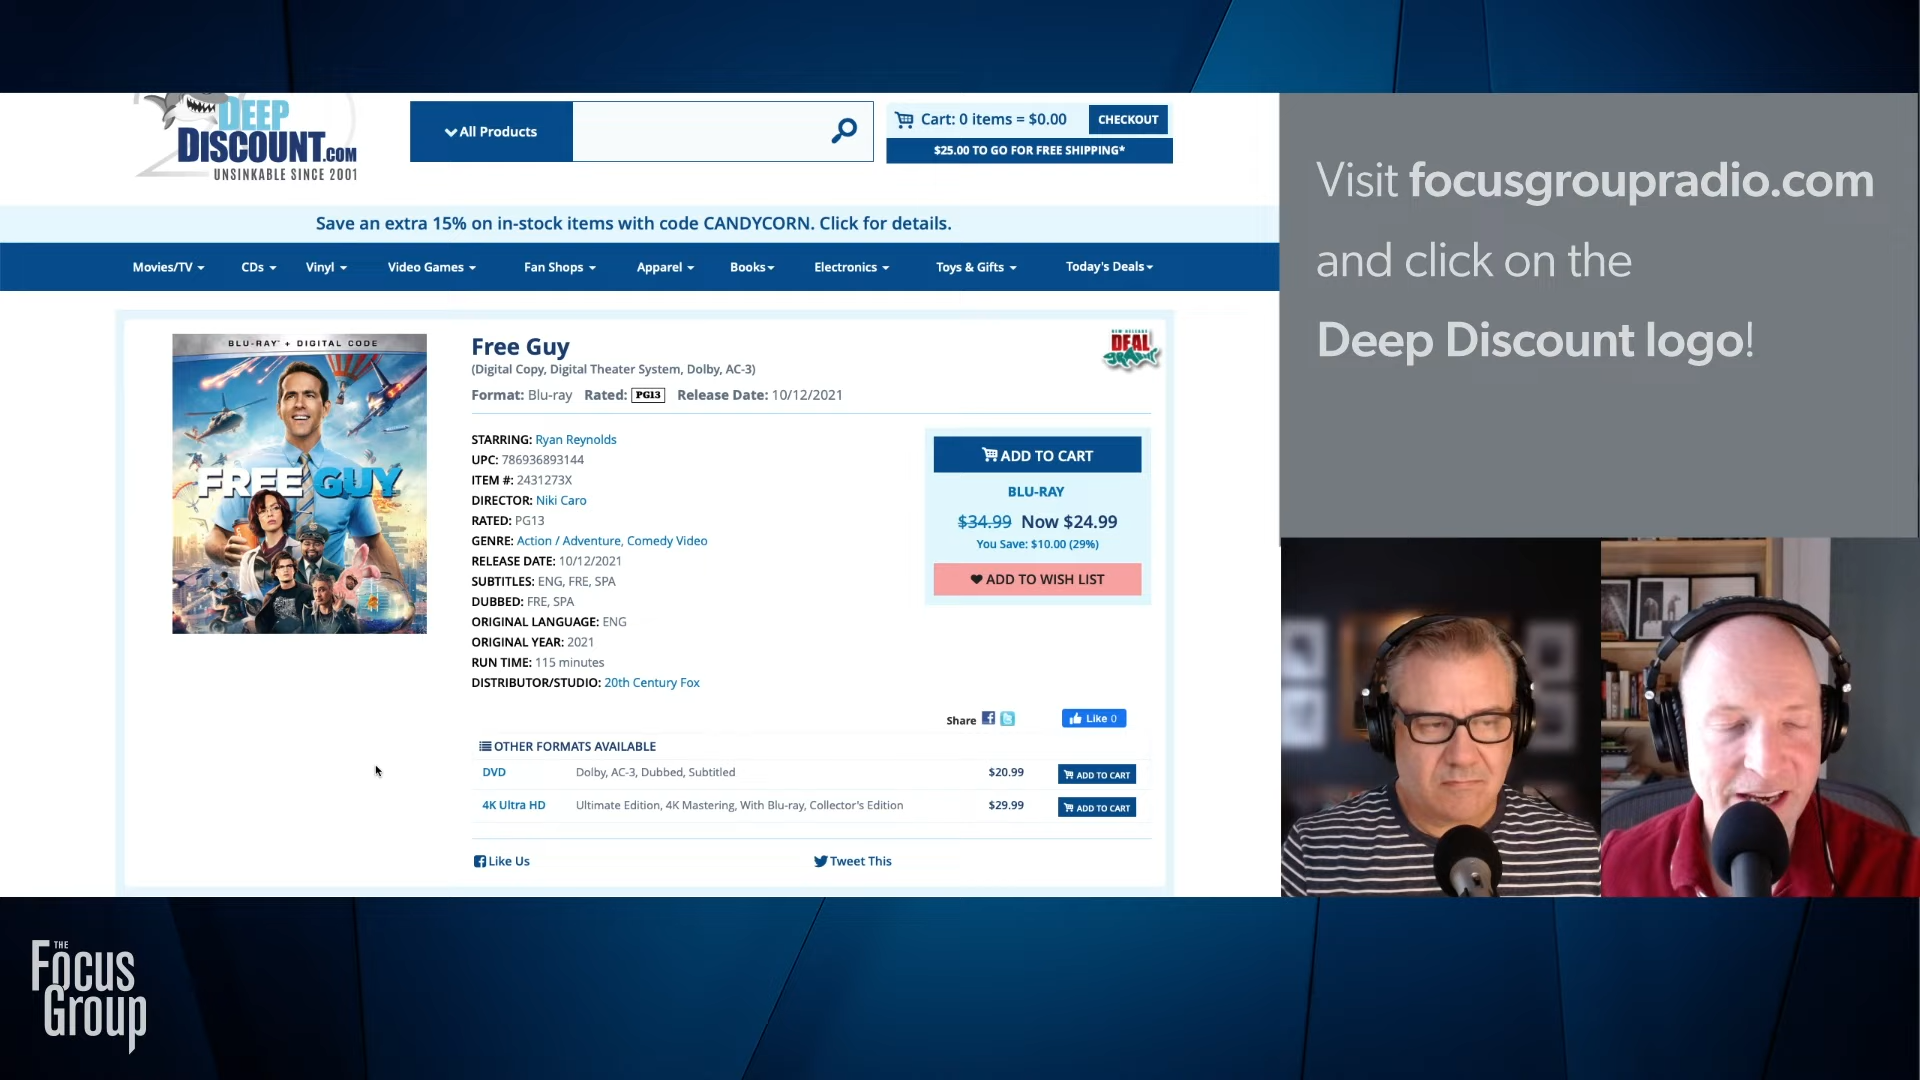 DEEP
DISCOUNT.COM
UNSINKABLE SINCE 2001
All Products
Cart: 0 items = $0.00
CHECKOUT
$25.00 TO GO FOR FREE SHIPPING*
Save an extra 15% on in-stock items with code CANDYCORN. Click for details.
Movies/TV CDs Vinyl Video Games Fan Shops Apparel Books Electronics Toys & Gifts Today's Deals
BLU-RAY + DIGITAL CODE
FREE GUY
Free Guy
(Digital Copy, Digital Theater System, Dolby, AC-3)
Format: Blu-ray Rated: PG13 Release Date: 10/12/2021
NEW RELEASE
DEAL
STARRING: Ryan Reynolds
UPC: 786936893144
ITEM #: 2431273X
DIRECTOR: Niki Caro
RATED: PG13
GENRE: Action / Adventure, Comedy Video
RELEASE DATE: 10/12/2021
SUBTITLES: ENG, FRE, SPA
DUBBED: FRE, SPA
ORIGINAL LANGUAGE: ENG
ORIGINAL YEAR: 2021
RUN TIME: 115 minutes
DISTRIBUTOR/STUDIO: 20th Century Fox
ADD TO CART
BLU-RAY
$34.99 Now $24.99
You Save: $10.00 (29%)
ADD TO WISH LIST
Share
Like 0
OTHER FORMATS AVAILABLE
DVD Dolby, AC-3, Dubbed, Subtitled $20.99 ADD TO CART
4K Ultra HD Ultimate Edition, 4K Mastering, With Blu-ray, Collector's Edition $29.99 ADD TO CART
Like Us
Tweet This
Visit focusgroupradio.com
and click on the
Deep Discount logo!
THE
Focus
Group